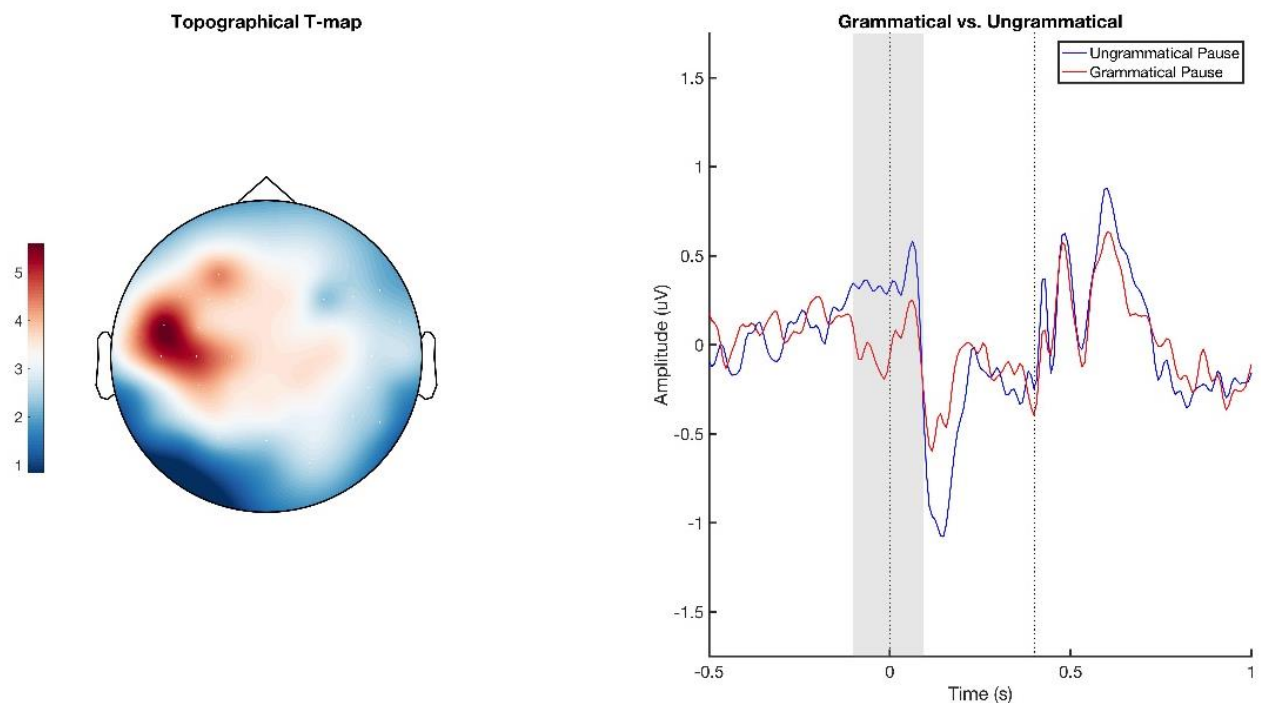 Topographical T-map
5
4
3
2
1
Grammatical vs. Ungrammatical
Ungrammatical Pause
Grammatical Pause
Amplitude (uV)
1.5
1
0.5
0
-0.5
-1
-1.5
-0.5
0
0.5
1
Time (s)